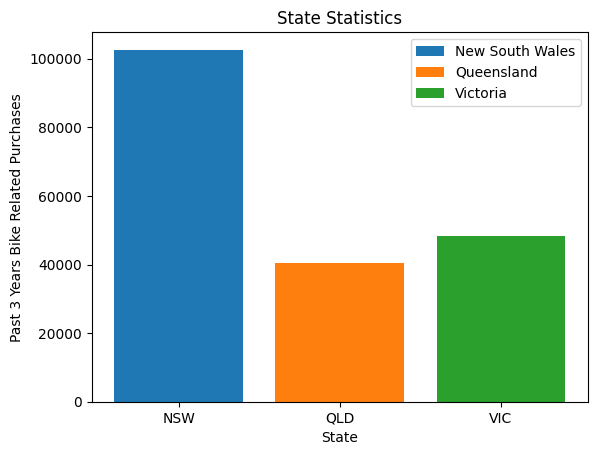 State Statistics
New South Wales
Queensland
Victoria
Past 3 Years Bike Related Purchases
100000
80000
60000
40000
20000
0
NSW
QLD
VIC
State